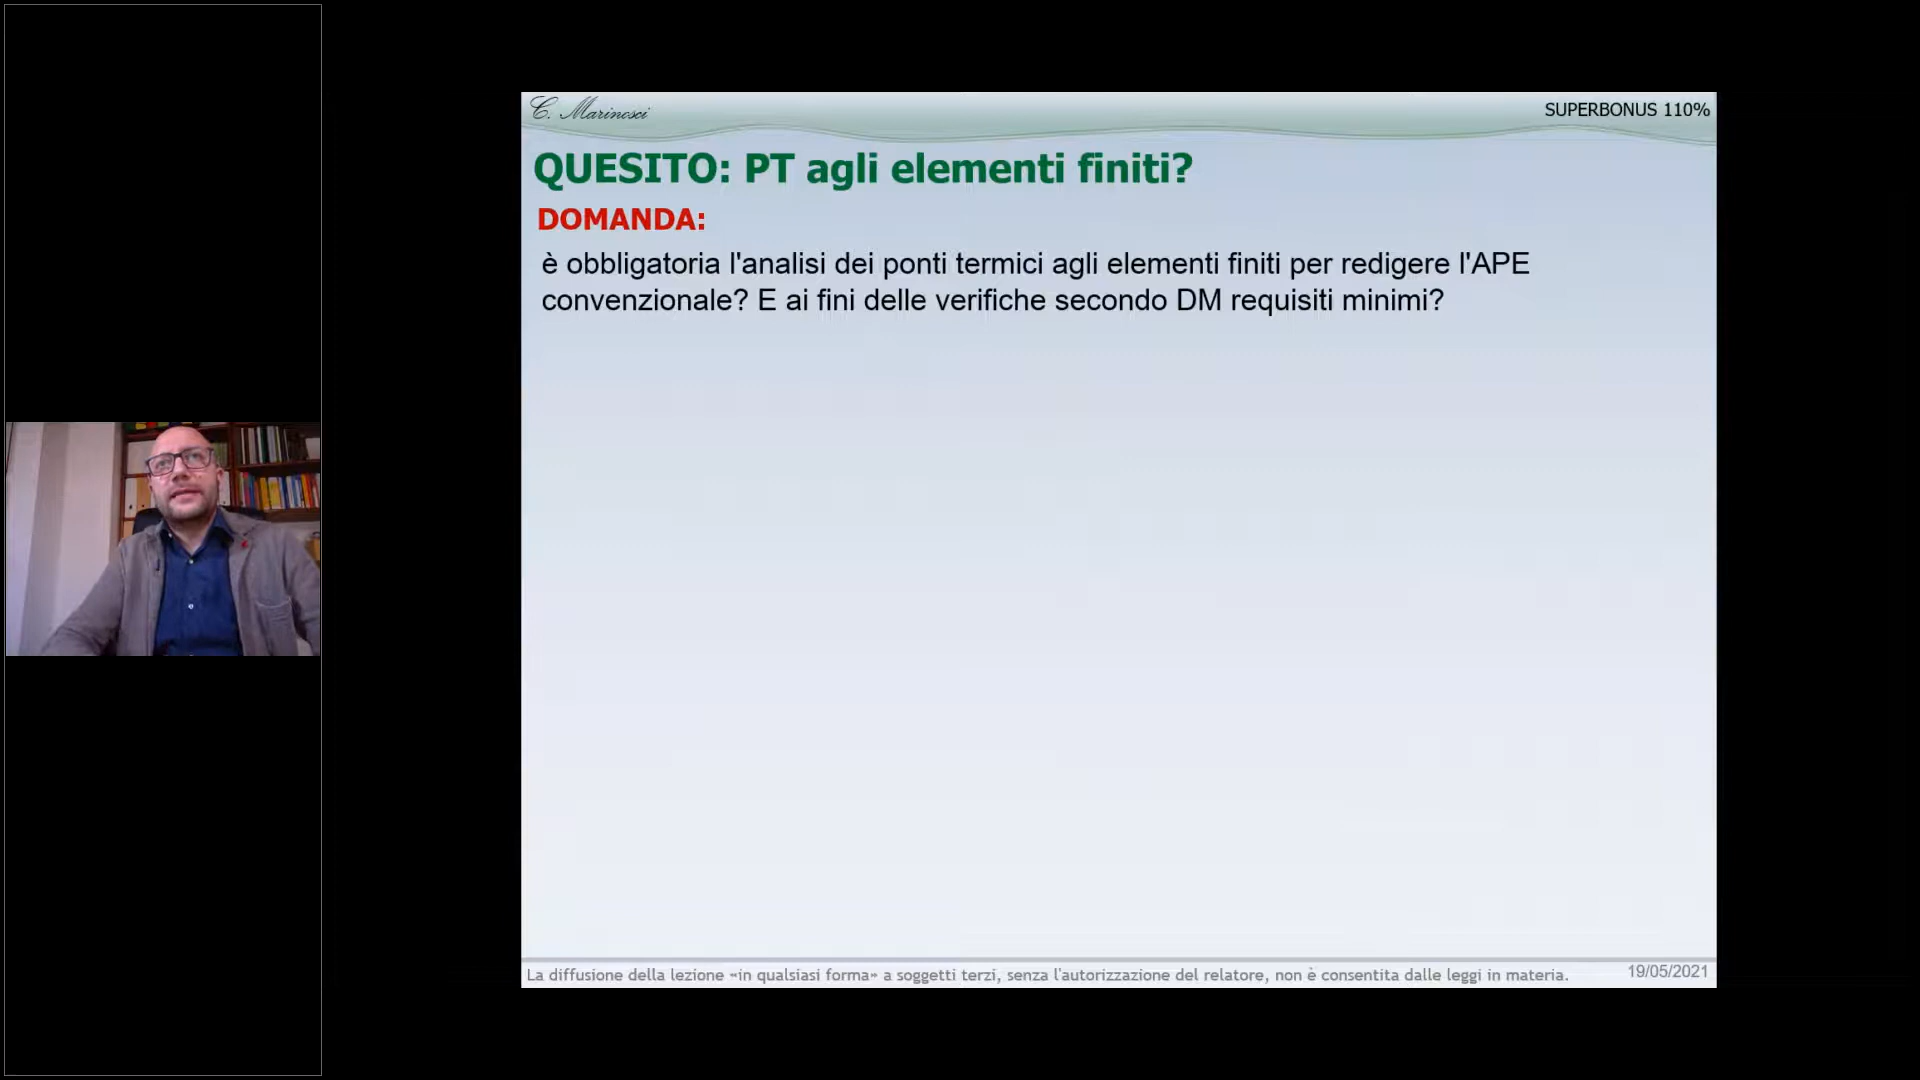 C. Marinosci
SUPERBONUS 110%
QUESITO: PT agli elementi finiti?
DOMANDA:
è obbligatoria l'analisi dei ponti termici agli elementi finiti per redigere l'APE
convenzionale? E ai fini delle verifiche secondo DM requisiti minimi?
La diffusione della lezione «in qualsiasi forma» a soggetti terzi, senza l'autorizzazione del relatore, non è consentita dalle leggi in materia.
19/05/2021